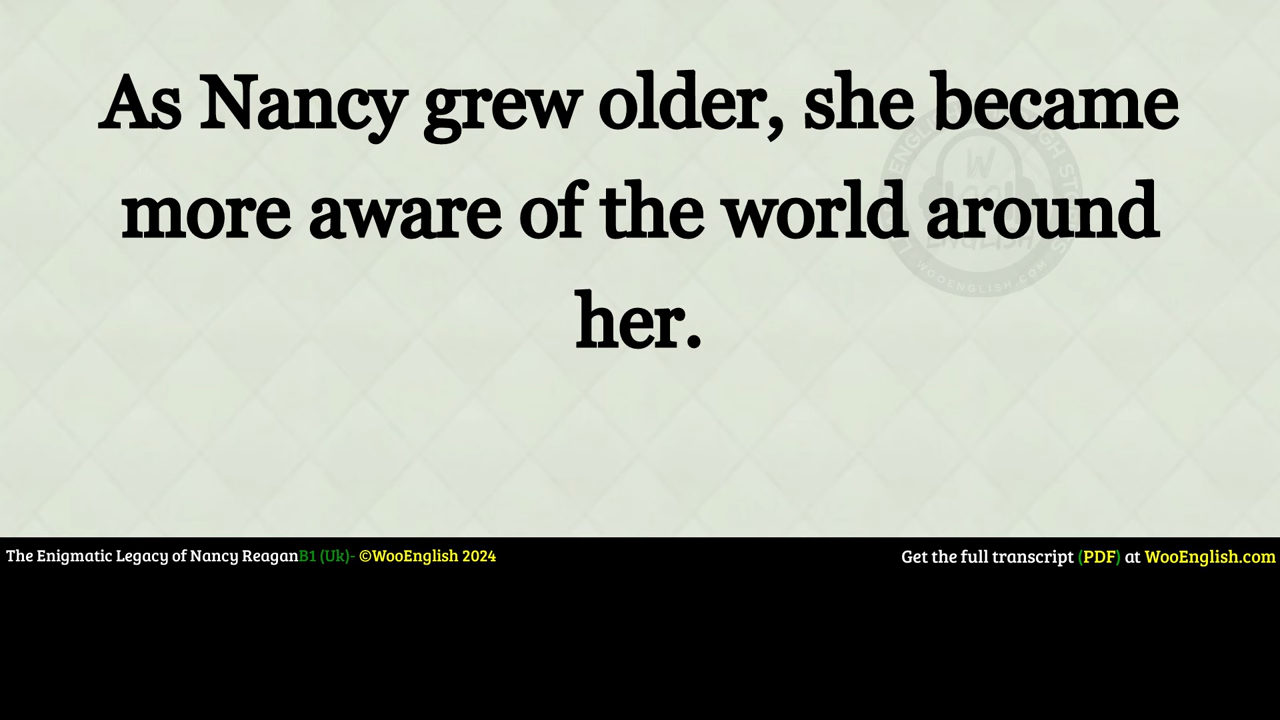 As Nancy grew older, she became
more aware of the world around
her.
The Enigmatic Legacy of Nancy ReaganB1 (Uk)- ©WooEnglish 2024
Get the full transcript (PDF) at WooEnglish.com